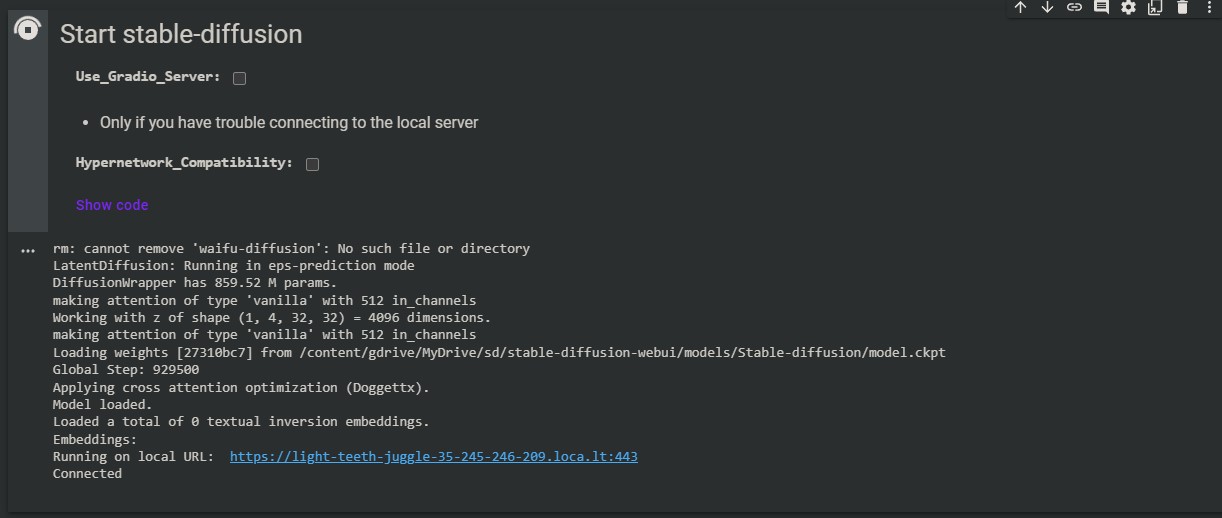 Start stable-diffusion
Use_Gradio_Server:
• Only if you have trouble connecting to the local server
Hypernetwork_Compatibility:
Show code
rm: cannot remove 'waifu-diffusion': No such file or directory
LatentDiffusion: Running in eps-prediction mode
DiffusionWrapper has 859.52 M params.
making attention of type 'vanilla' with 512 in_channels
Working with z of shape (1, 4, 32, 32) = 4096 dimensions.
making attention of type 'vanilla' with 512 in_channels
Loading weights [27310bc7] from /content/gdrive/MyDrive/sd/stable-diffusion-webui/models/Stable-diffusion/model.ckpt
Global Step: 929500
Applying cross attention optimization (Doggettx).
Model loaded.
Loaded a total of 0 textual inversion embeddings.
Embeddings:
Running on local URL:  https://light-teeth-juggle-35-245-246-209.loca.lt:443
Connected